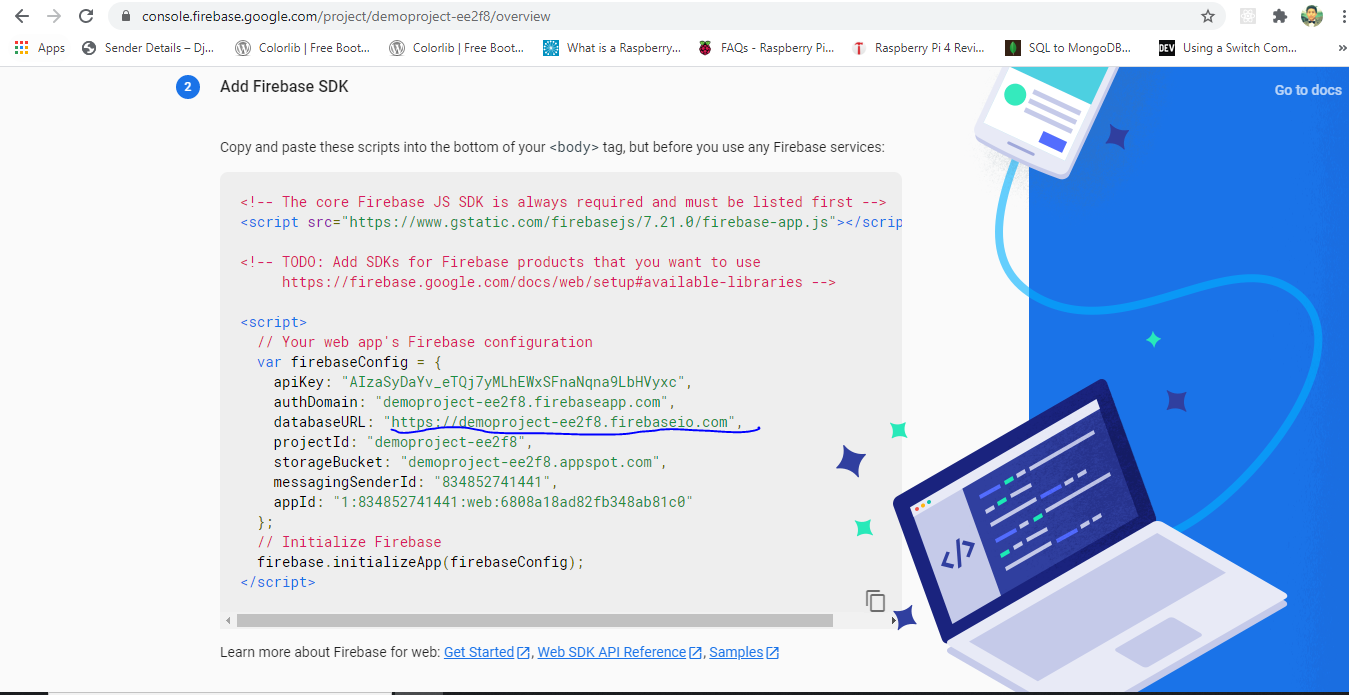 console.firebase.google.com/project/demoproject-ee2f8/overview
Apps Sender Details – Dj... Colorlib | Free Boot... Colorlib | Free Boot... What is a Raspberry... FAQs - Raspberry Pi... T Raspberry Pi 4 Revi... SQL to MongoDB... DEV Using a Switch Com... »
2 Add Firebase SDK
Go to docs
Copy and paste these scripts into the bottom of your <body> tag, but before you use any Firebase services:
<!-- The core Firebase JS SDK is always required and must be listed first -->
<script src="https://www.gstatic.com/firebasejs/7.21.0/firebase-app.js"></scrip
<!-- TODO: Add SDKs for Firebase products that you want to use
https://firebase.google.com/docs/web/setup#available-libraries -->
<script>
// Your web app's Firebase configuration
var firebaseConfig = {
apiKey: "AIzaSyDaYv_eTQj7yMLhEWxSFnaNqna9LbHVyxc",
authDomain: "demoproject-ee2f8.firebaseapp.com",
databaseURL: "https://demoproject-ee2f8.firebaseio.com",
projectId: "demoproject-ee2f8",
storageBucket: "demoproject-ee2f8.appspot.com",
messagingSenderId: "834852741441",
appId: "1:834852741441:web:6808a18ad82fb348ab81c0"
};
// Initialize Firebase
firebase.initializeApp(firebaseConfig);
</script>
</>
Learn more about Firebase for web: Get Started, Web SDK API Reference, Samples